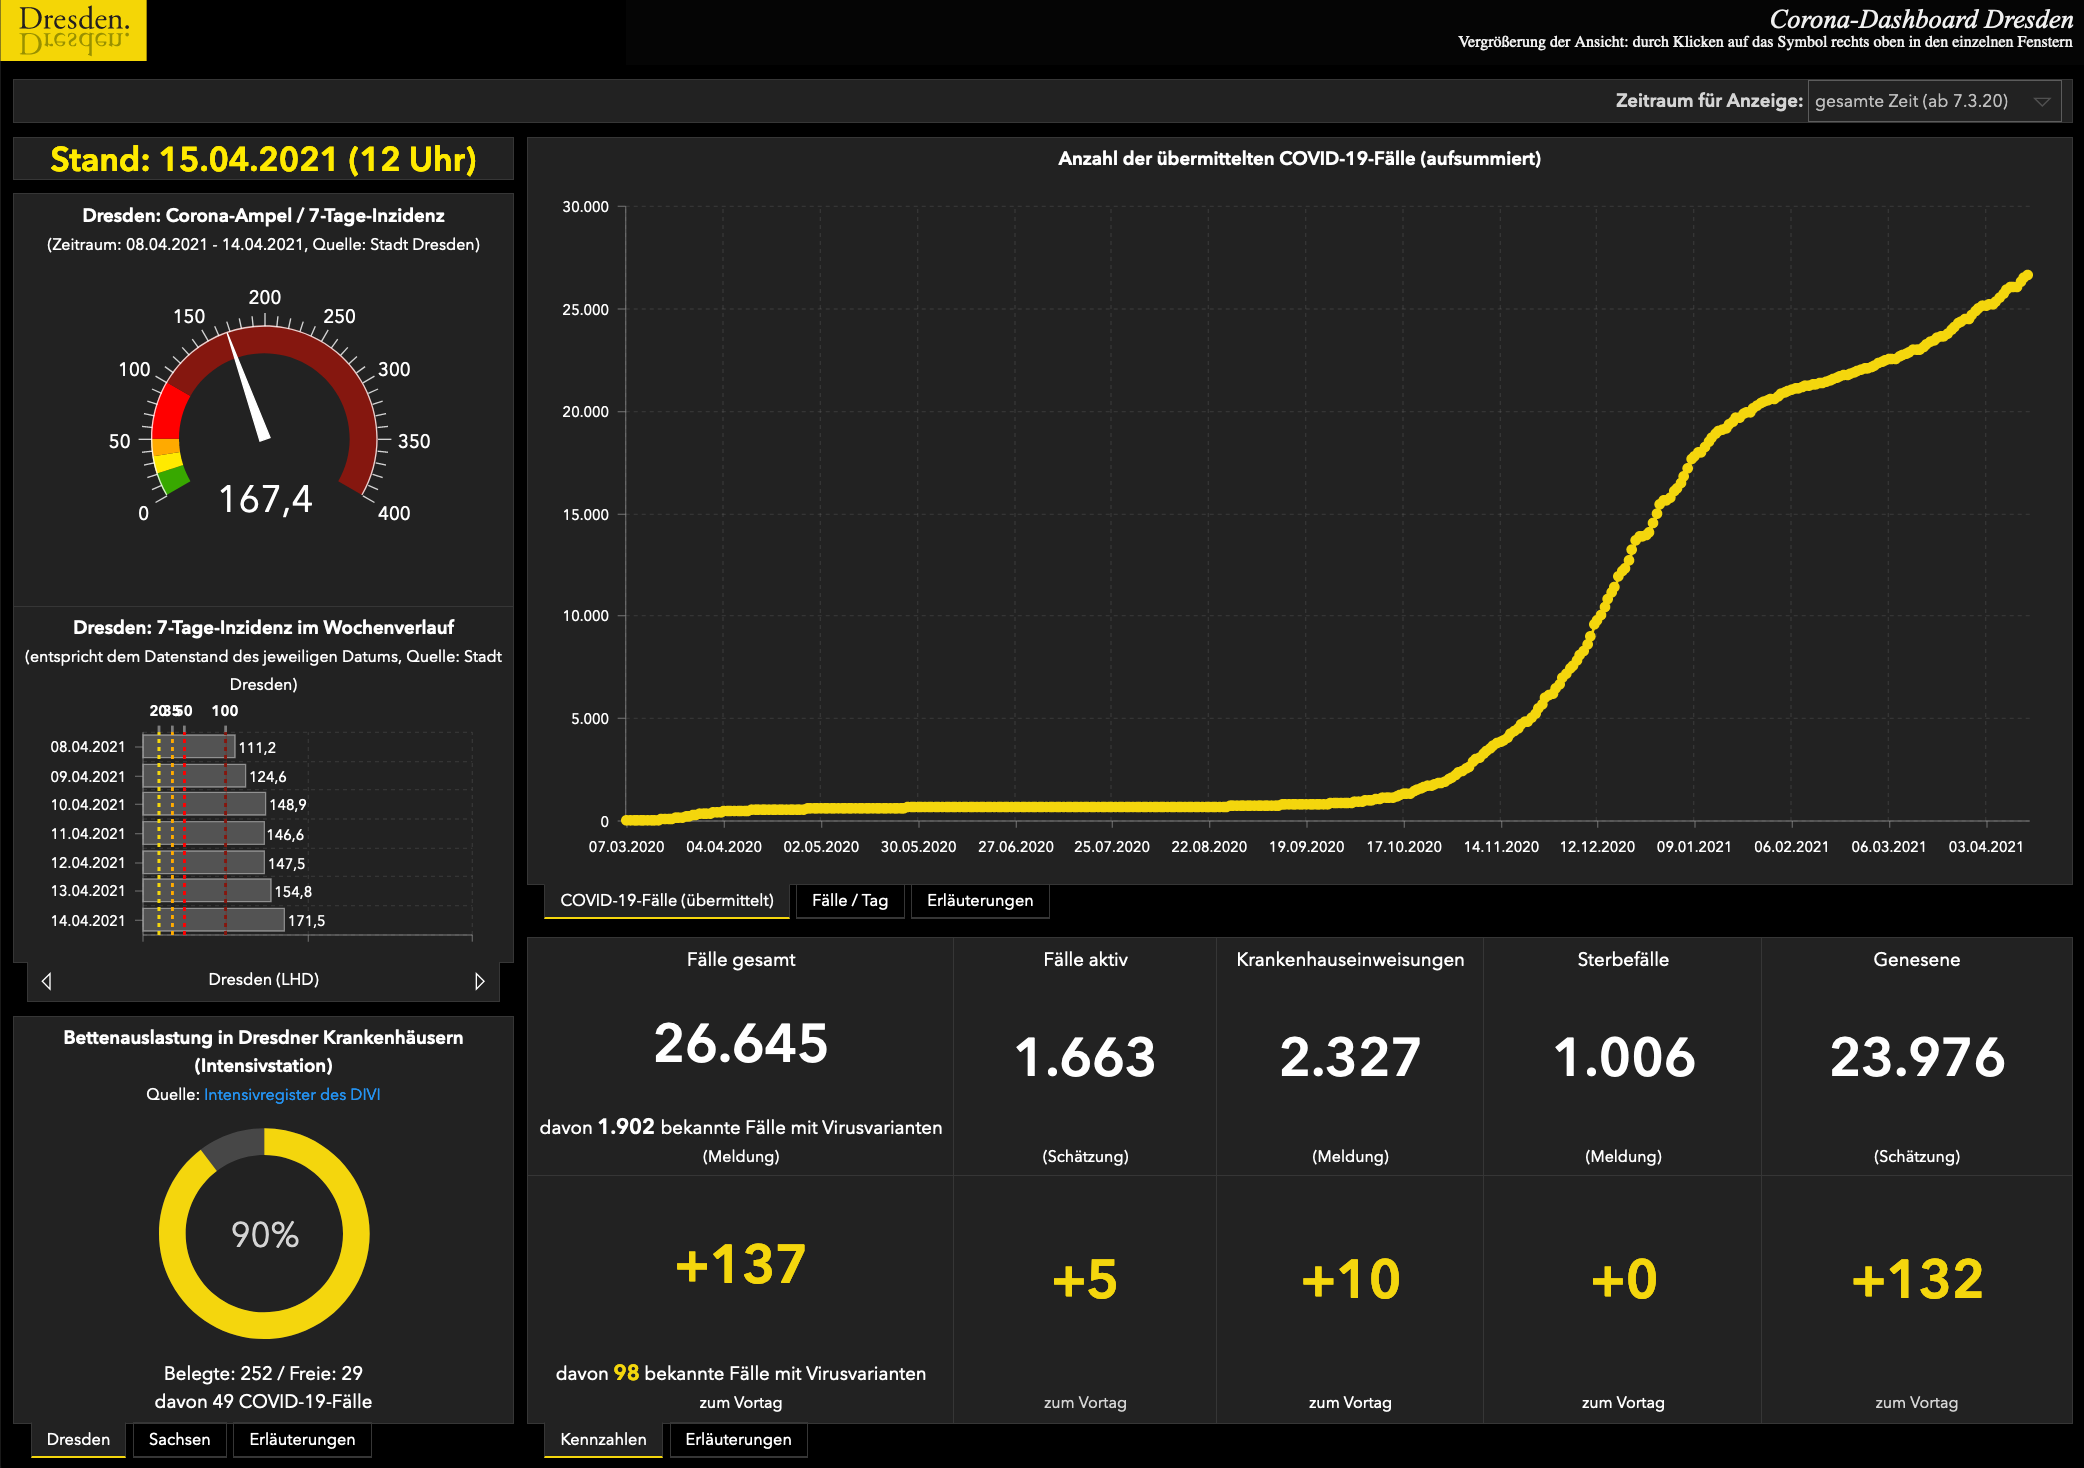 Dresden.
Dresden.
Corona-Dashboard Dresden
Vergrößerung der Ansicht: durch Klicken auf das Symbol rechts oben in den einzelnen Fenstern
Zeitraum für Anzeige: gesamte Zeit (ab 7.3.20)
Stand: 15.04.2021 (12 Uhr)
Dresden: Corona-Ampel / 7-Tage-Inzidenz
(Zeitraum: 08.04.2021 - 14.04.2021, Quelle: Stadt Dresden)
0
50
100
150
200
250
300
350
400
167,4
Dresden: 7-Tage-Inzidenz im Wochenverlauf
(entspricht dem Datenstand des jeweiligen Datums, Quelle: Stadt
Dresden)
20 35 50 100
08.04.2021 111,2
09.04.2021 124,6
10.04.2021 148,9
11.04.2021 146,6
12.04.2021 147,5
13.04.2021 154,8
14.04.2021 171,5
Dresden (LHD)
Bettenauslastung in Dresdner Krankenhäusern
(Intensivstation)
Quelle: Intensivregister des DIVI
90%
Belegte: 252 / Freie: 29
davon 49 COVID-19-Fälle
Dresden Sachsen Erläuterungen
Anzahl der übermittelten COVID-19-Fälle (aufsummiert)
30.000
25.000
20.000
15.000
10.000
5.000
0
07.03.2020 04.04.2020 02.05.2020 30.05.2020 27.06.2020 25.07.2020 22.08.2020 19.09.2020 17.10.2020 14.11.2020 12.12.2020 09.01.2021 06.02.2021 06.03.2021 03.04.2021
COVID-19-Fälle (übermittelt) Fälle / Tag Erläuterungen
Fälle gesamt
26.645
davon 1.902 bekannte Fälle mit Virusvarianten
(Meldung)
+137
davon 98 bekannte Fälle mit Virusvarianten
zum Vortag
Fälle aktiv
1.663
(Schätzung)
+5
zum Vortag
Krankenhauseinweisungen
2.327
(Meldung)
+10
zum Vortag
Sterbefälle
1.006
(Meldung)
+0
zum Vortag
Genesene
23.976
(Schätzung)
+132
zum Vortag
Kennzahlen Erläuterungen